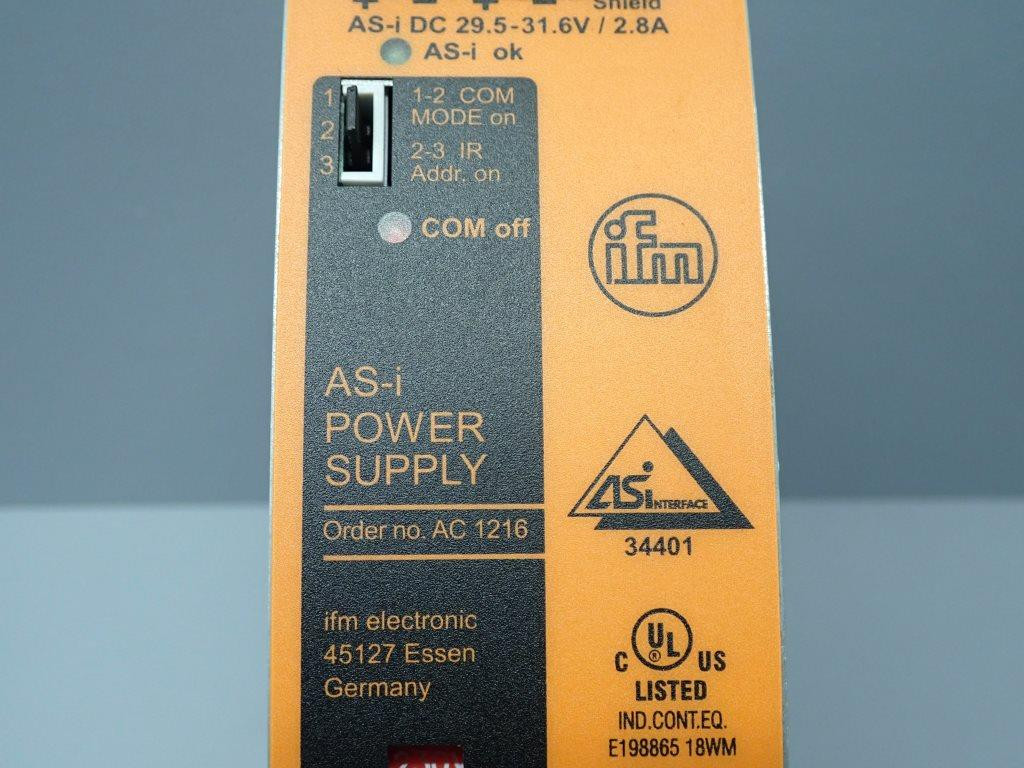 Shield
AS-i DC 29.5-31.6V / 2.8A
AS-i ok
1
2
3
1-2 COM
MODE on
2-3 IR
Addr. on
COM off
ifm
AS-i
POWER
SUPPLY
Order no. AC 1216
ASi INTERFACE
34401
ifm electronic
45127 Essen
Germany
C UL ® US
LISTED
IND.CONT.EQ.
E198865 18WM